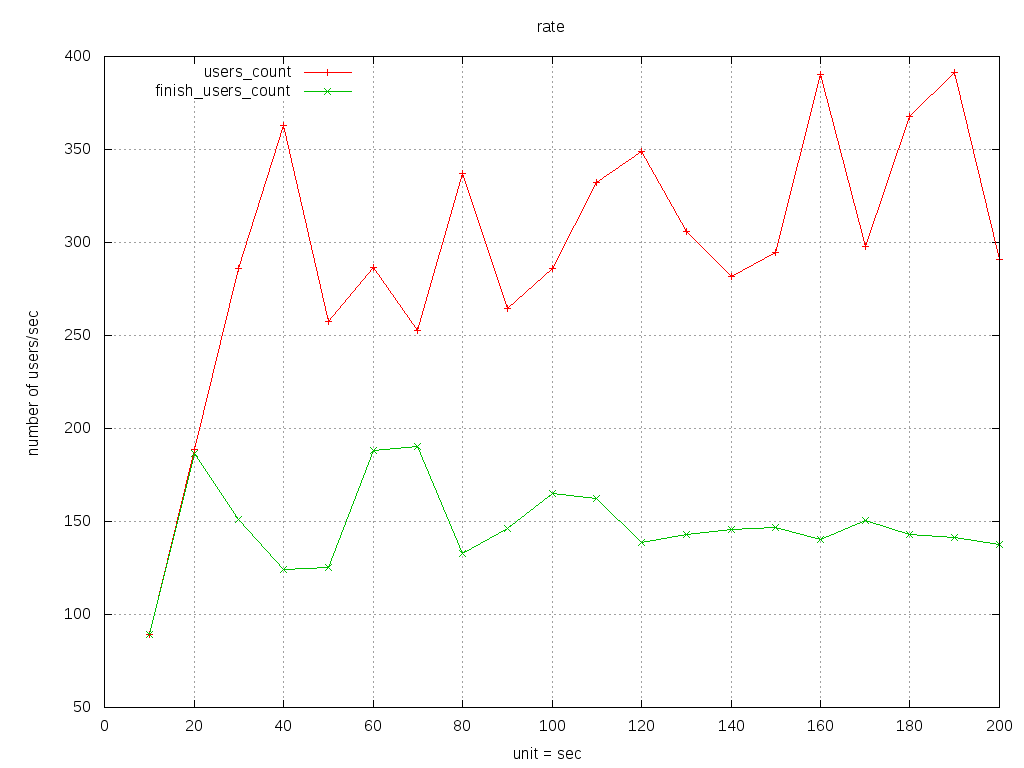 rate
400
350
300
250
200
150
100
50
number of users/sec
users_count
finish_users_count
0 20 40 60 80 100 120 140 160 180 200
unit = sec